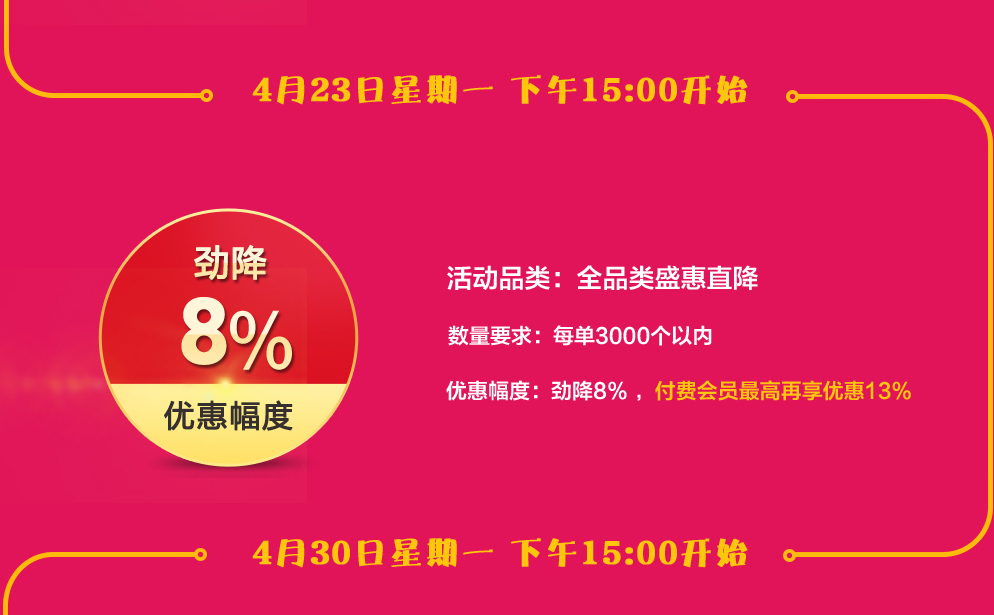 4月23日星期一 下午15:00开始
劲降
8%
优惠幅度
活动品类：全品类盛惠直降
数量要求：每单3000个以内
优惠幅度：劲降8% ，付费会员最高再享优惠13%
4月30日星期一 下午15:00开始